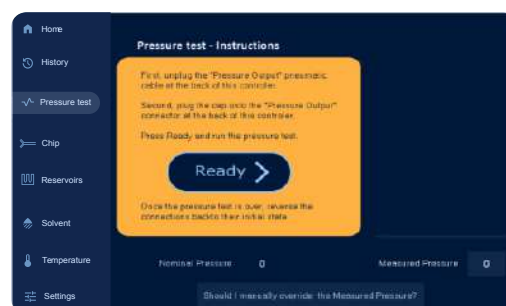 Home
History
Pressure test
Chip
Reservoirs
Solvent
Temperature
Settings
Pressure test - Instructions
First, unplug the "Pressure Output" pneumatic
cable at the back of this controler.
Second, plug the cap onto the "Pressure Output"
connector at the back of this controler.
Press Ready and run the pressure test.
Ready
Once the pressure test is over, reverse the
connections back to their initial state
Nominal Pressure 0
Measured Pressure 0
Should I manually override the Measured Pressure?